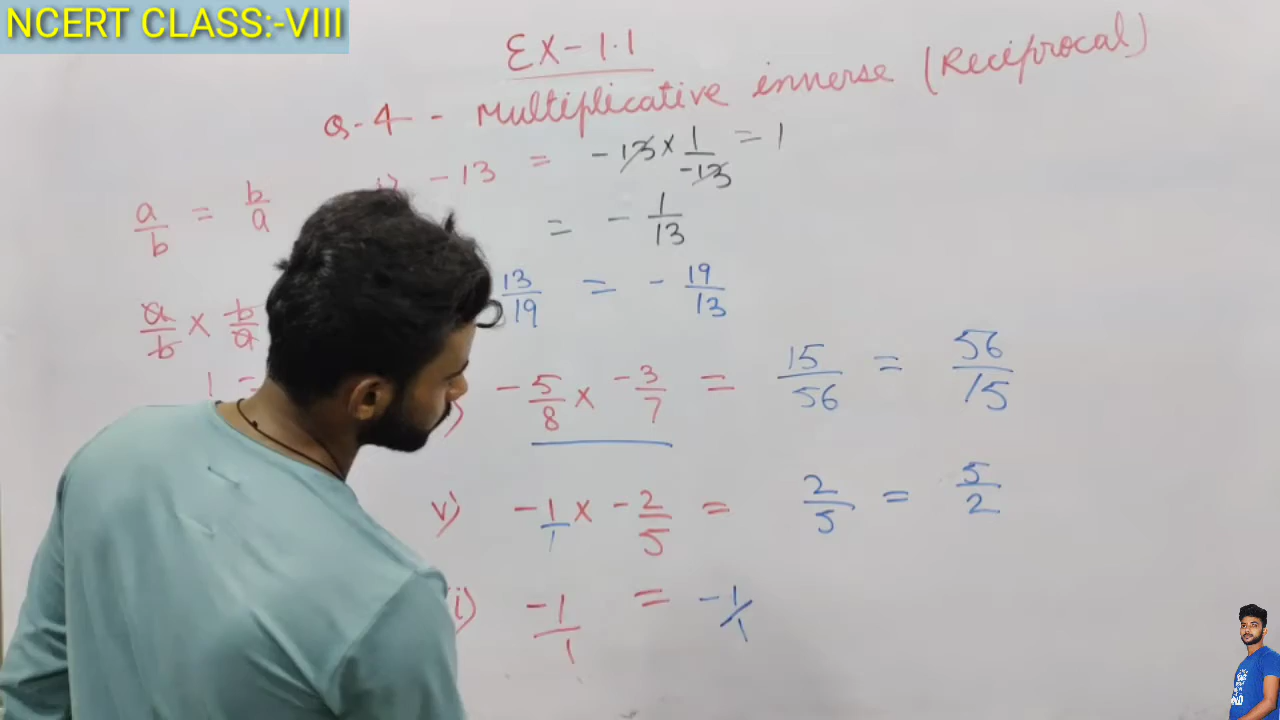 NCERT CLASS:-VIII
EX-1.1
Q-4- Multiplicative inverse (Reciprocal)
i) -13 = -13 × 1/-13 = 1
= - 1/13
a/b = b/a
13/19 = - 19/13
a/b × b/a
1 =
) -5/8 × -3/7 = 15/56 = 56/15
v) -1/1 × -2/5 = 2/5 = 5/2
i) -1/1 = -1/1